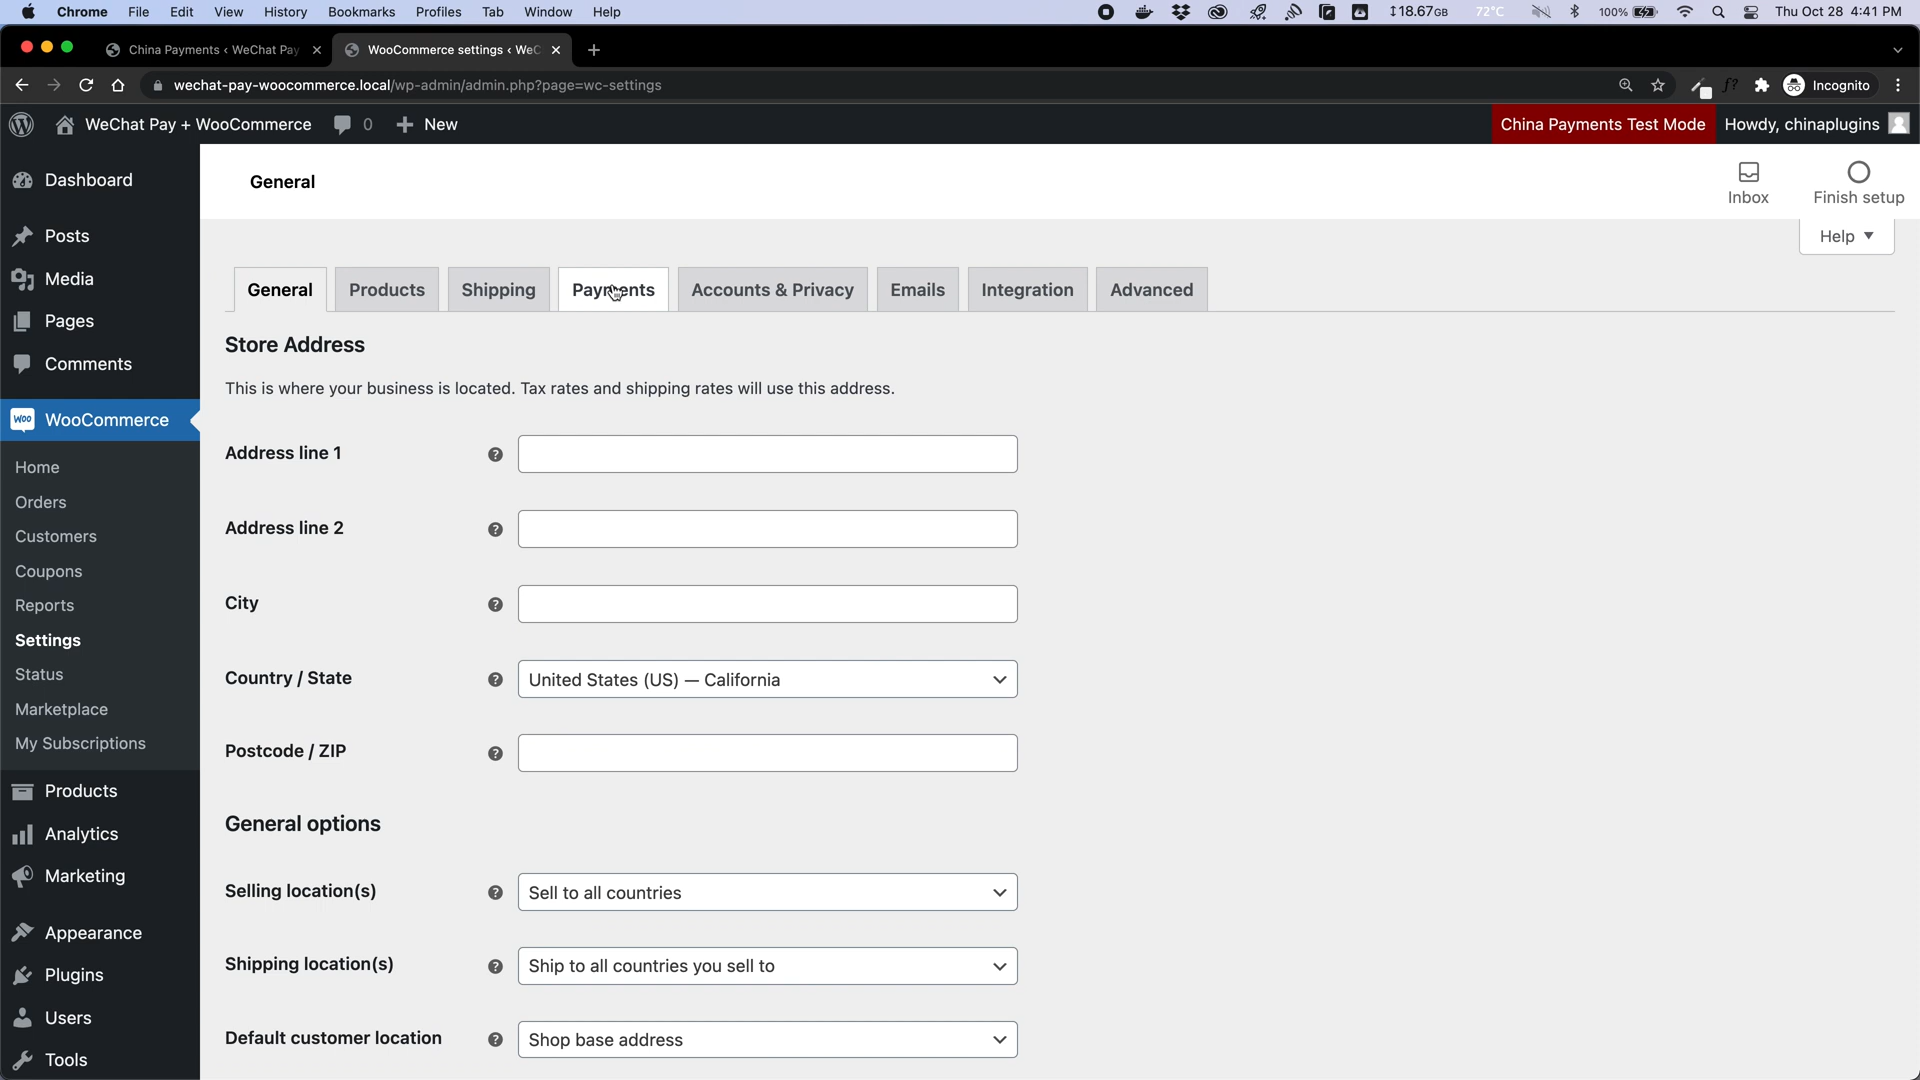 Chrome File Edit View History Bookmarks Profiles Tab Window Help 18.67GB 72°C 100% Thu Oct 28 4:41 PM
China Payments ‹ WeChat Pay WooCommerce settings ‹ WeC
wechat-pay-woocommerce.local/wp-admin/admin.php?page=wc-settings f? Incognito
WeChat Pay + WooCommerce 0 New China Payments Test Mode Howdy, chinaplugins
Dashboard
Posts
Media
Pages
Comments
Woo WooCommerce
Home
Orders
Customers
Coupons
Reports
Settings
Status
Marketplace
My Subscriptions
Products
Analytics
Marketing
Appearance
Plugins
Users
Tools
General
Inbox
Finish setup
Help
General Products Shipping Payments Accounts & Privacy Emails Integration Advanced
Store Address
This is where your business is located. Tax rates and shipping rates will use this address.
Address line 1 ?
Address line 2 ?
City ?
Country / State ? United States (US) — California
Postcode / ZIP ?
General options
Selling location(s) ? Sell to all countries
Shipping location(s) ? Ship to all countries you sell to
Default customer location ? Shop base address